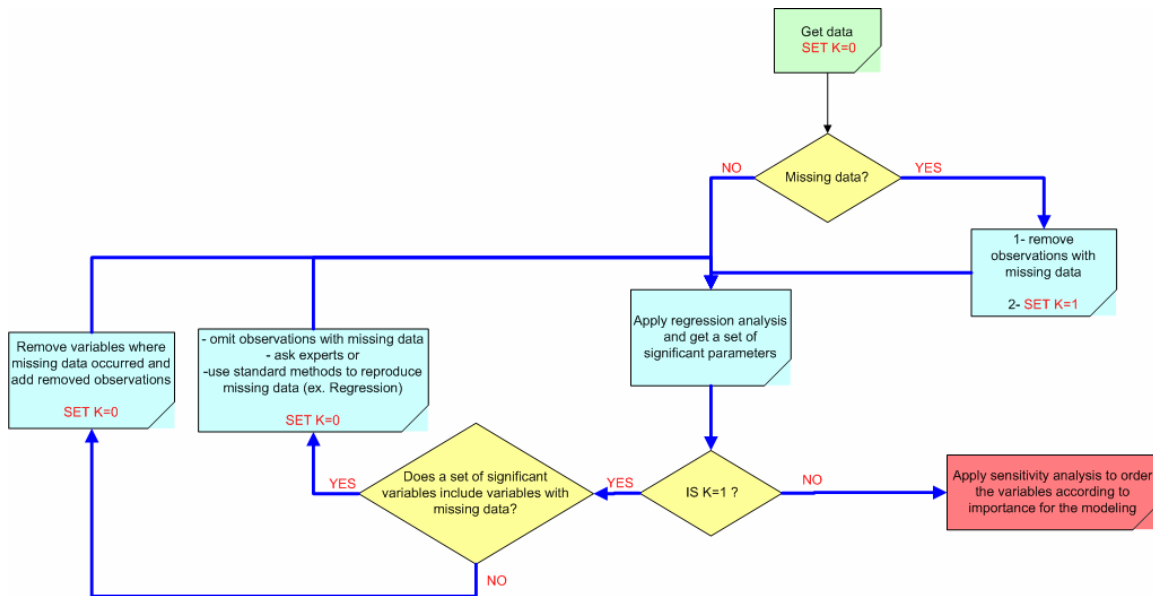 Get data
SET K=0
Missing data?
NO
YES
1- remove
observations with
missing data
2- SET K=1
Apply regression analysis
and get a set of
significant parameters
Remove variables where
missing data occurred and
add removed observations
SET K=0
- omit observations with missing data
- ask experts or
-use standard methods to reproduce
missing data (ex. Regression)
SET K=0
Does a set of significant
variables include variables with
missing data?
YES
NO
IS K=1 ?
YES
NO
Apply sensitivity analysis to order
the variables according to
importance for the modeling